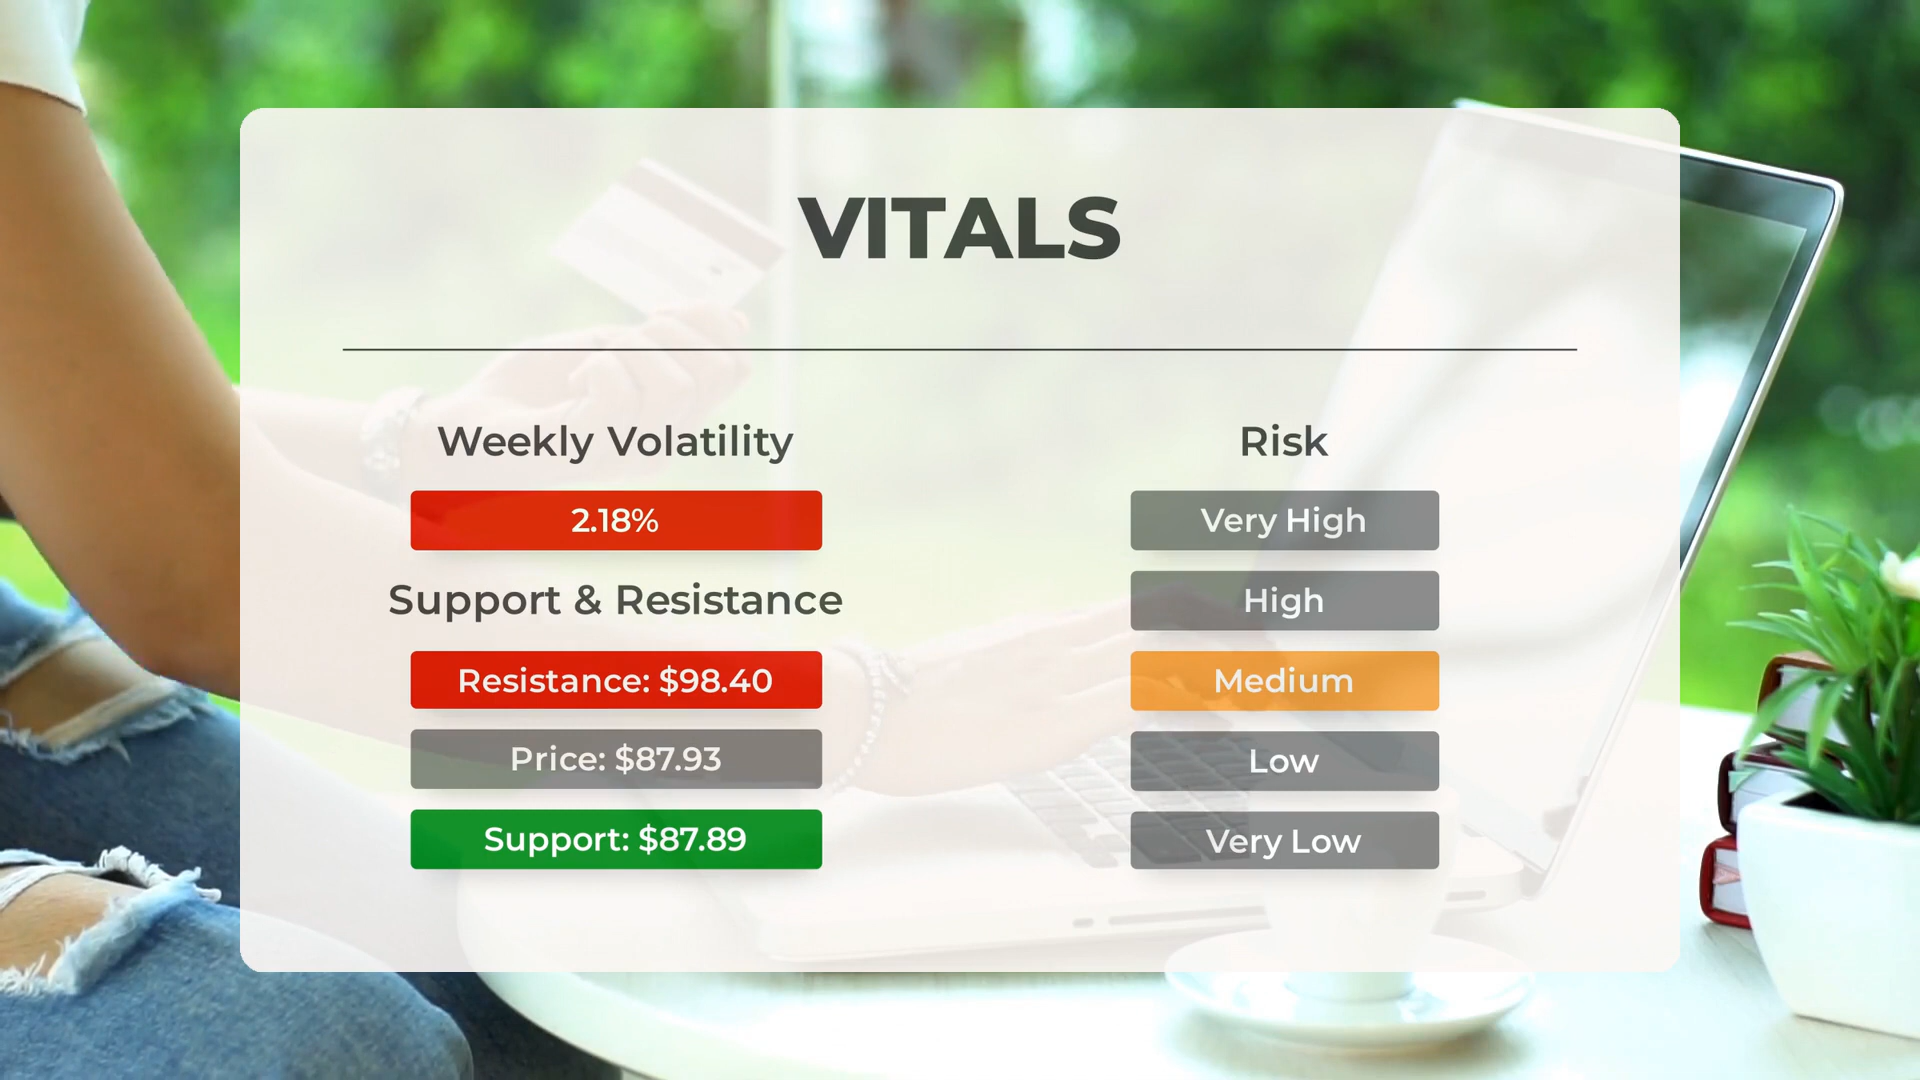 VITALS
Weekly Volatility
2.18%
Support & Resistance
Resistance: $98.40
Price: $87.93
Support: $87.89
Risk
Very High
High
Medium
Low
Very Low